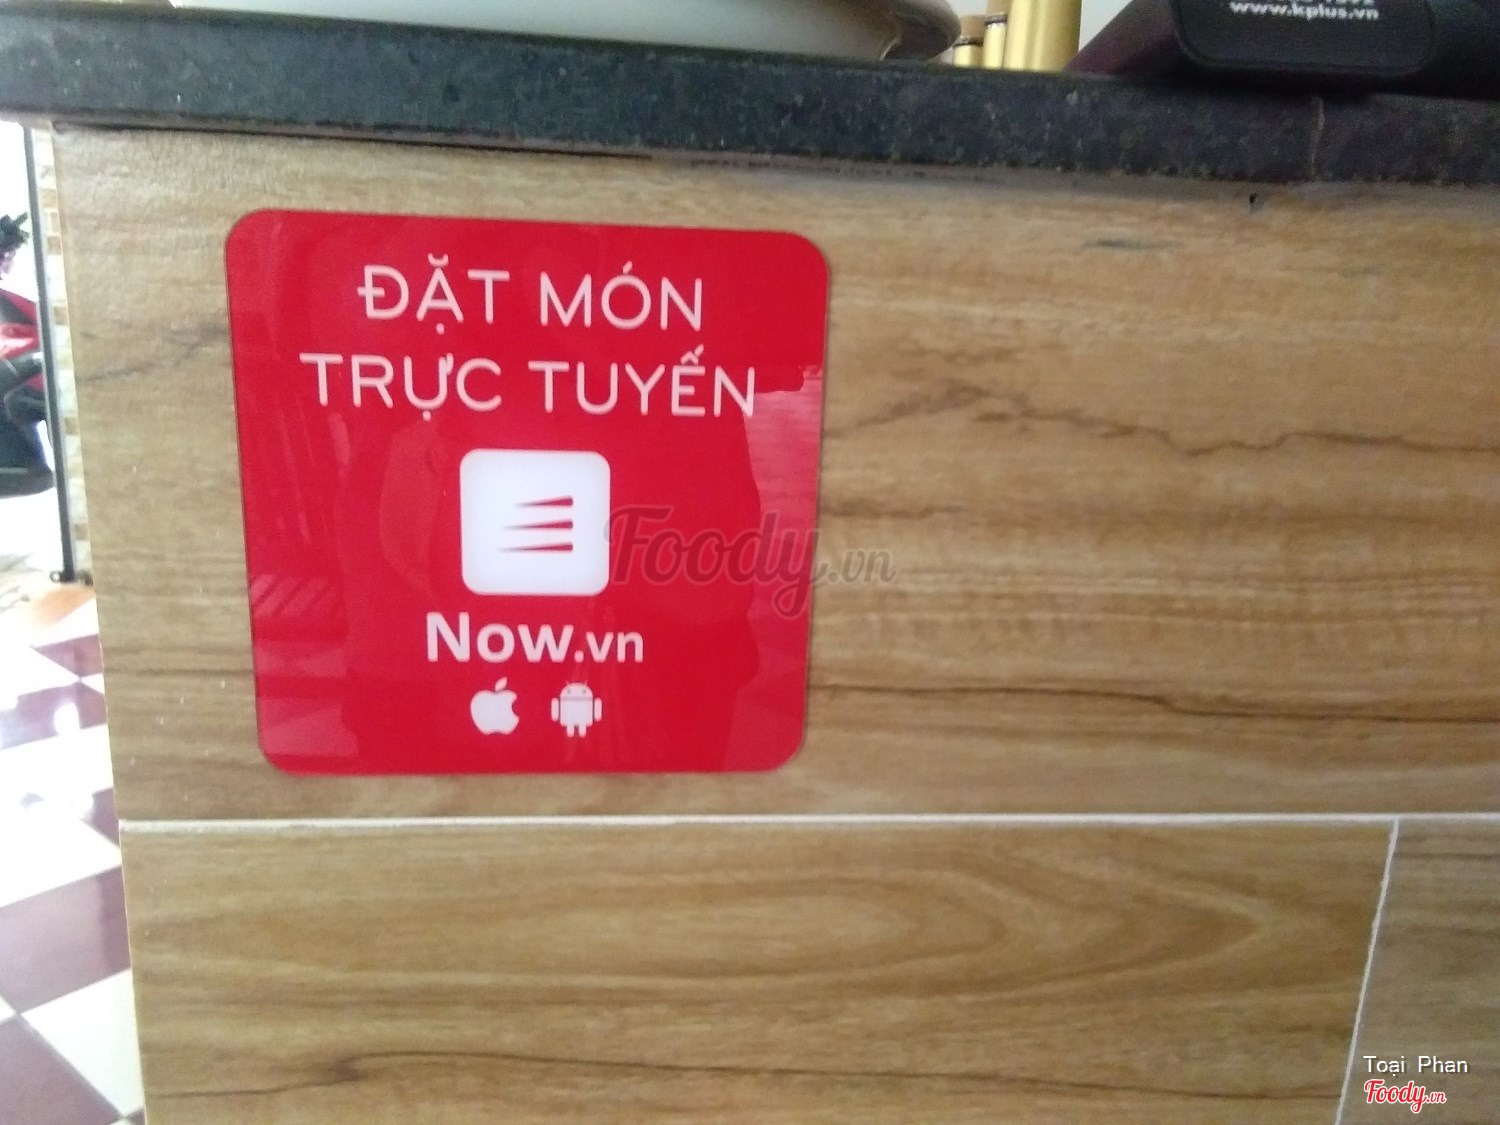 www.kplus.vn
ĐẶT MÓN
TRỰC TUYẾN
Foody.vn
Now.vn
Toại Phan
Foody.vn